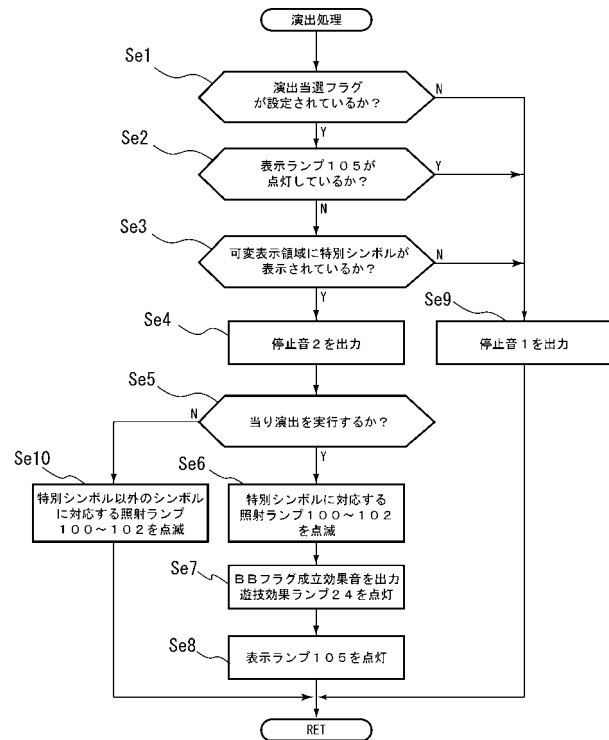 演出処理
Se1
演出当選フラグ
が設定されているか？
N
Y
Se2
表示ランプ１０５が
点灯しているか？
Y
N
Se3
可変表示領域に特別シンボルが
表示されているか？
N
Y
Se4
停止音２を出力
Se9
停止音１を出力
Se5
当り演出を実行するか？
N
Y
Se10
特別シンボル以外のシンボル
に対応する照射ランプ
１００～１０２を点滅
Se6
特別シンボルに対応する
照射ランプ１００～１０２
を点滅
Se7
ＢＢフラグ成立効果音を出力
遊技効果ランプ２４を点灯
Se8
表示ランプ１０５を点灯
RET